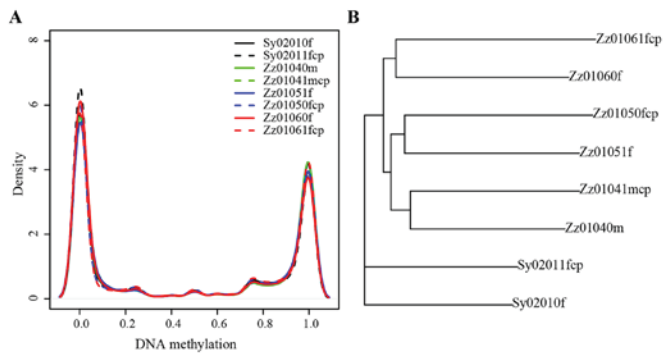 A
B
8
6
4
2
0
Density
Sy02010f
Sy02011fcp
Zz01040m
Zz01041mcp
Zz01051f
Zz01050fcp
Zz01060f
Zz01061fcp
0.0 0.2 0.4 0.6 0.8 1.0
DNA methylation
Zz01061fcp
Zz01060f
Zz01050fcp
Zz01051f
Zz01041mcp
Zz01040m
Sy02011fcp
Sy02010f